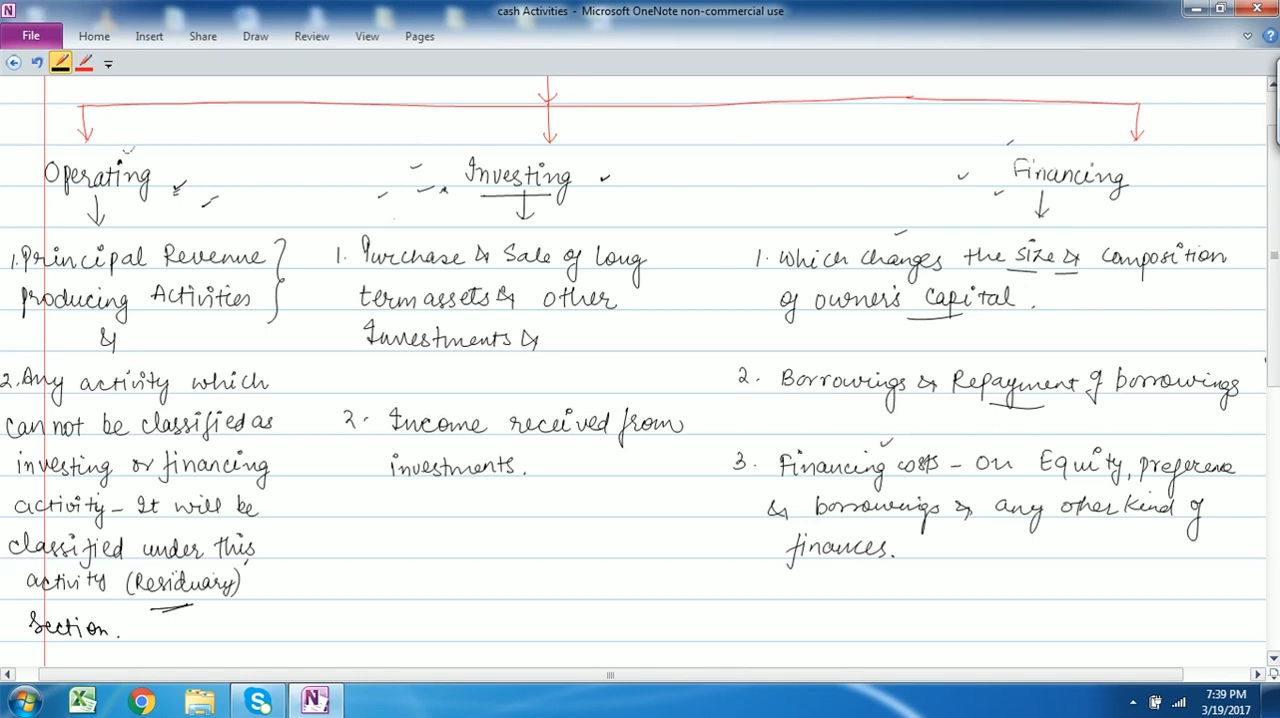 cash Activities - Microsoft OneNote non-commercial use
File Home Insert Share Draw Review View Pages
Operating
1. Principal Revenue
producing Activities
&
2. Any activity which
can not be classified as
investing or financing
activity - It will be
classified under this
activity (Residuary)
Section.
Investing
1. Purchase & Sale of long
term assets & other
Investments &
2. Income received from
investments.
Financing
1. Which changes the size & composition
of owner's capital.
2. Borrowings & Repayment of borrowings
3. Financing costs - On Equity, preference
& borrowings & any other kind of
finances.
7:39 PM
3/19/2017